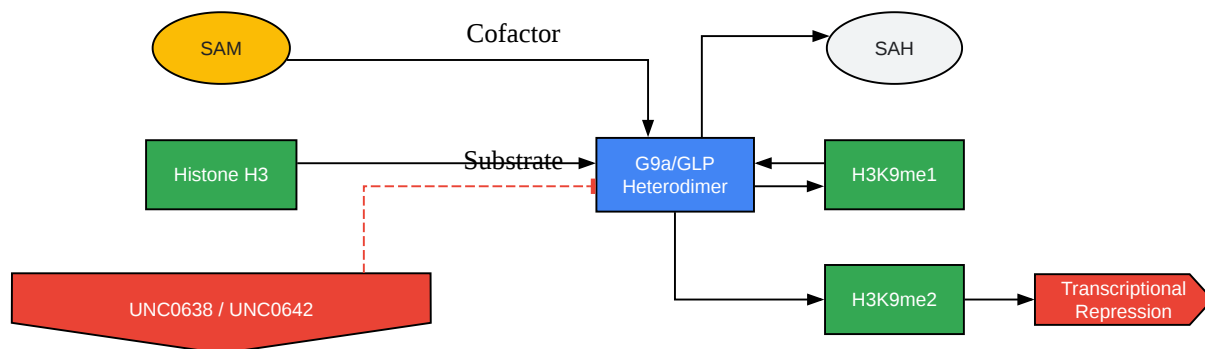 SAM
Cofactor
SAH
Histone H3
Substrate
G9a/GLP
Heterodimer
H3K9me1
UNC0638 / UNC0642
H3K9me2
Transcriptional
Repression